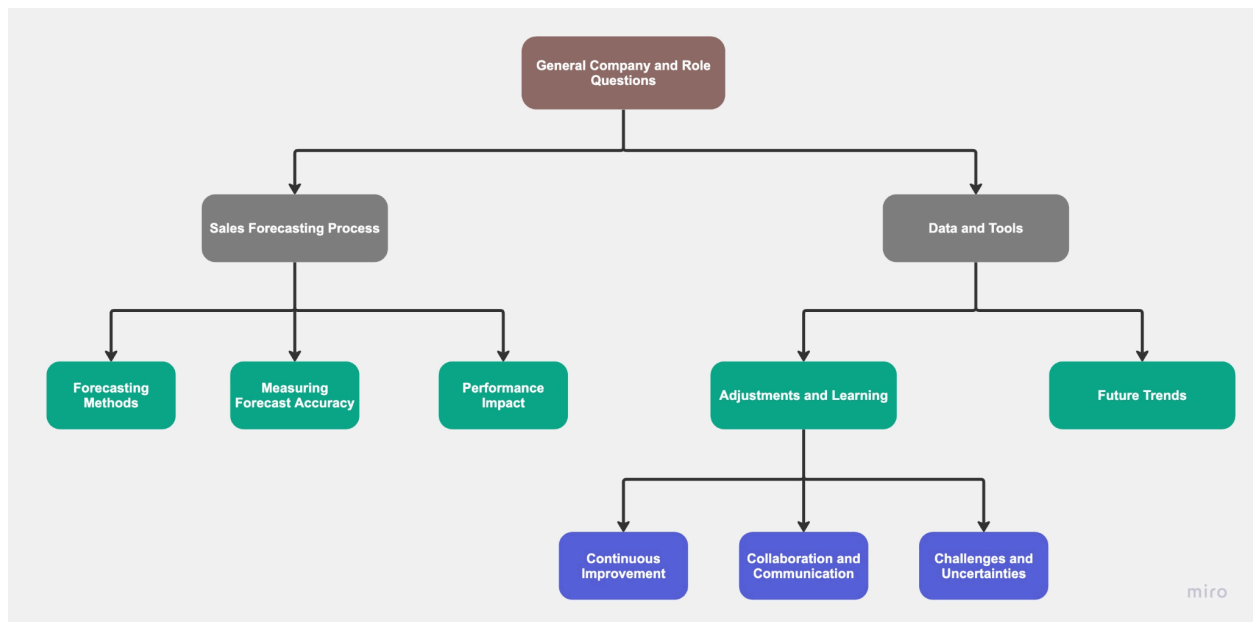 General Company and Role
Questions
Sales Forecasting Process
Data and Tools
Forecasting
Methods
Measuring
Forecast Accuracy
Performance
Impact
Adjustments and Learning
Future Trends
Continuous
Improvement
Collaboration and
Communication
Challenges and
Uncertainties
miro